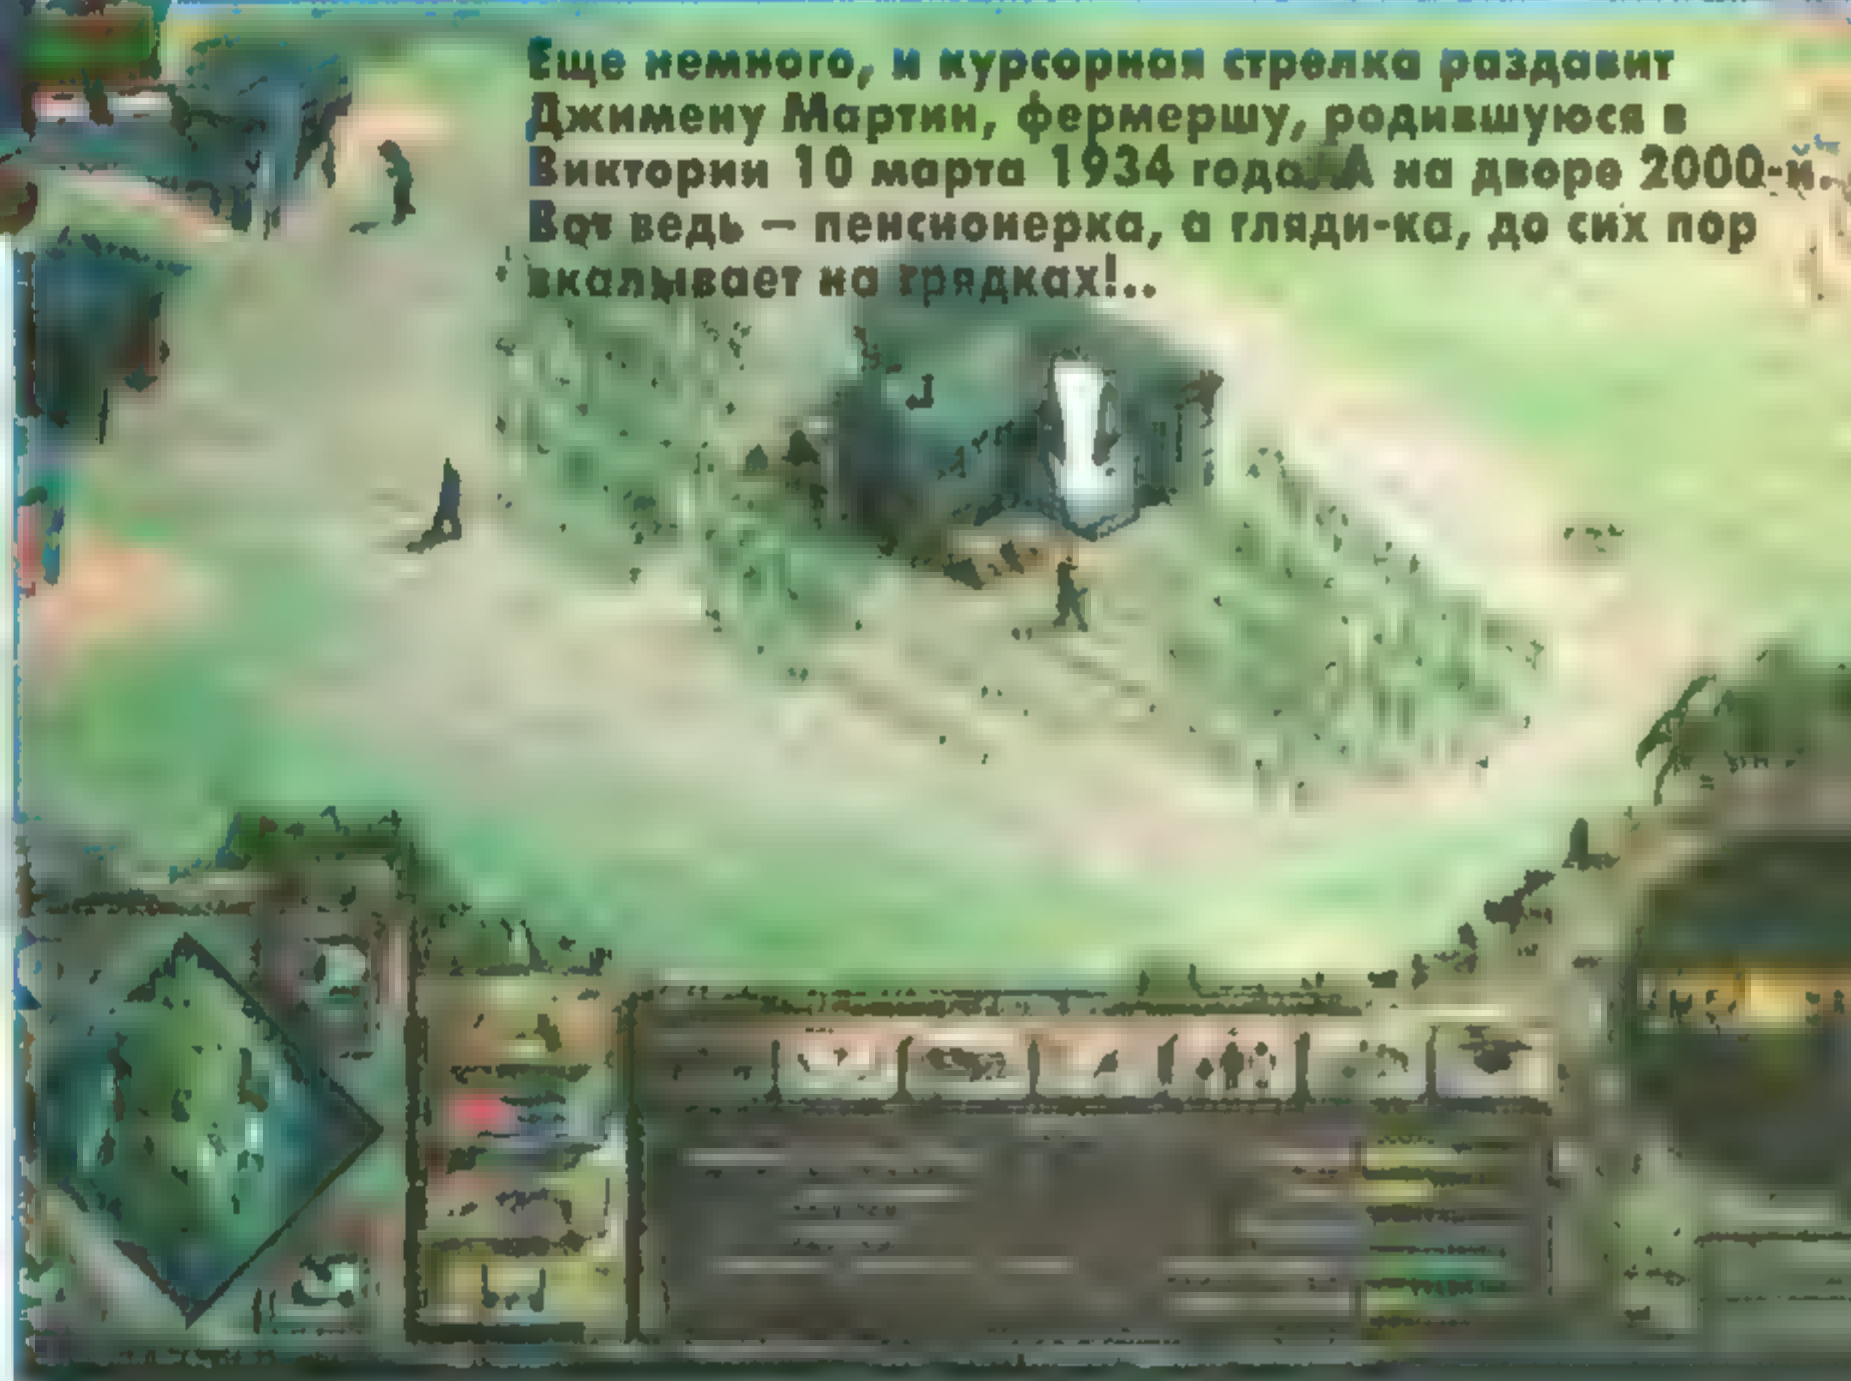 Еще немного, и курсорная стрелка раздавит
Джимену Мартин, фермершу, родившуюся в
Виктории 10 марта 1934 года! А на дворе 2000-й.
Вот ведь — пенсионерка, а гляди-ка, до сих пор
вкалывает на грядках!..